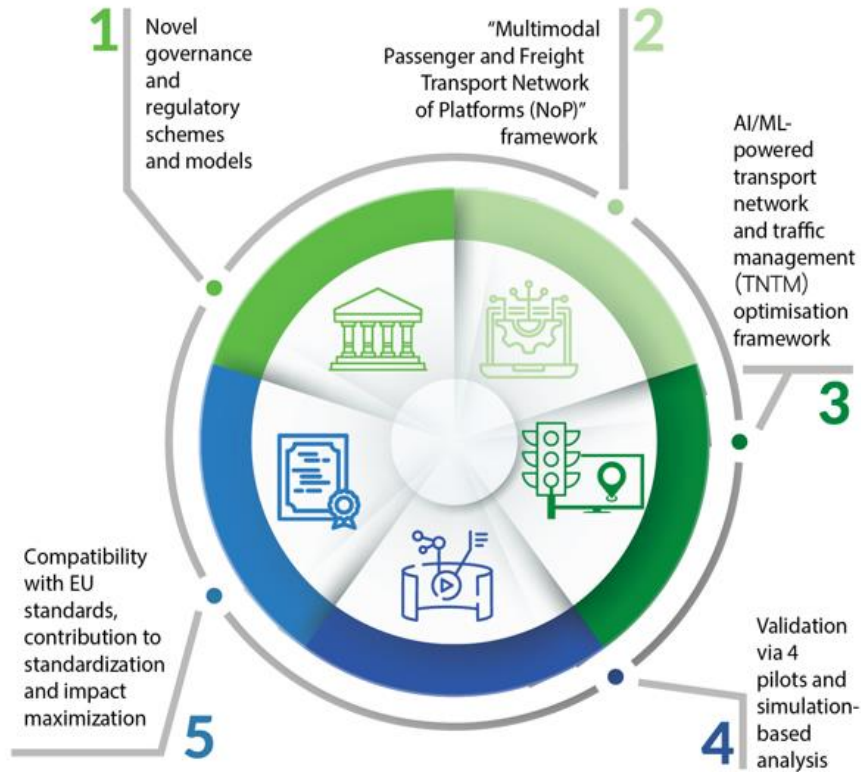 1
Novel
governance
and
regulatory
schemes
and models
2
"Multimodal
Passenger and Freight
Transport Network
of Platforms (NoP)"
framework
AI/ML-
powered
transport
network
and traffic
management
(TNTM)
optimisation
framework
3
Validation
via 4
pilots and
simulation-
based
analysis
4
Compatibility
with EU
standards,
contribution to
standardization
and impact
maximization
5